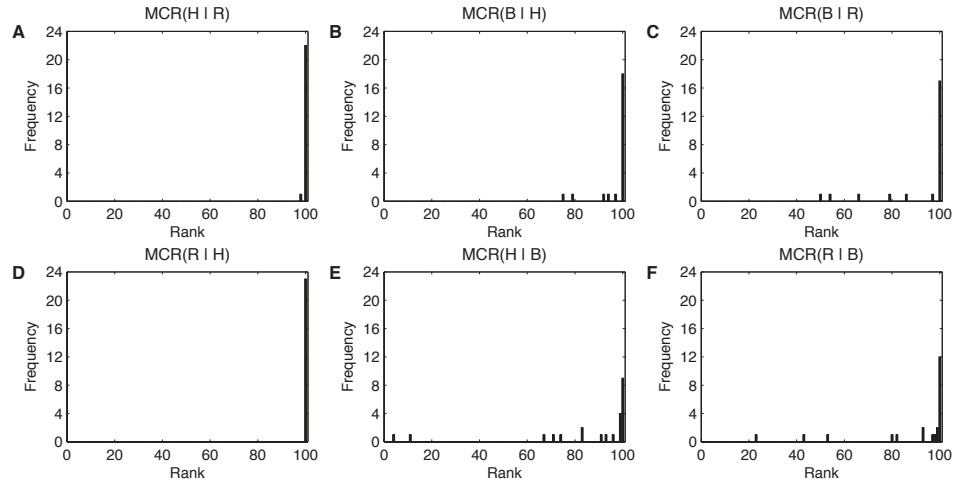 MCR(H | R)
A
24
20
16
12
8
4
0
Frequency
0 20 40 60 80 100
Rank
MCR(B | H)
B
24
20
16
12
8
4
0
Frequency
0 20 40 60 80 100
Rank
MCR(B | R)
C
24
20
16
12
8
4
0
Frequency
0 20 40 60 80 100
Rank
MCR(R | H)
D
24
20
16
12
8
4
0
Frequency
0 20 40 60 80 100
Rank
MCR(H | B)
E
24
20
16
12
8
4
0
Frequency
0 20 40 60 80 100
Rank
MCR(R | B)
F
24
20
16
12
8
4
0
Frequency
0 20 40 60 80 100
Rank